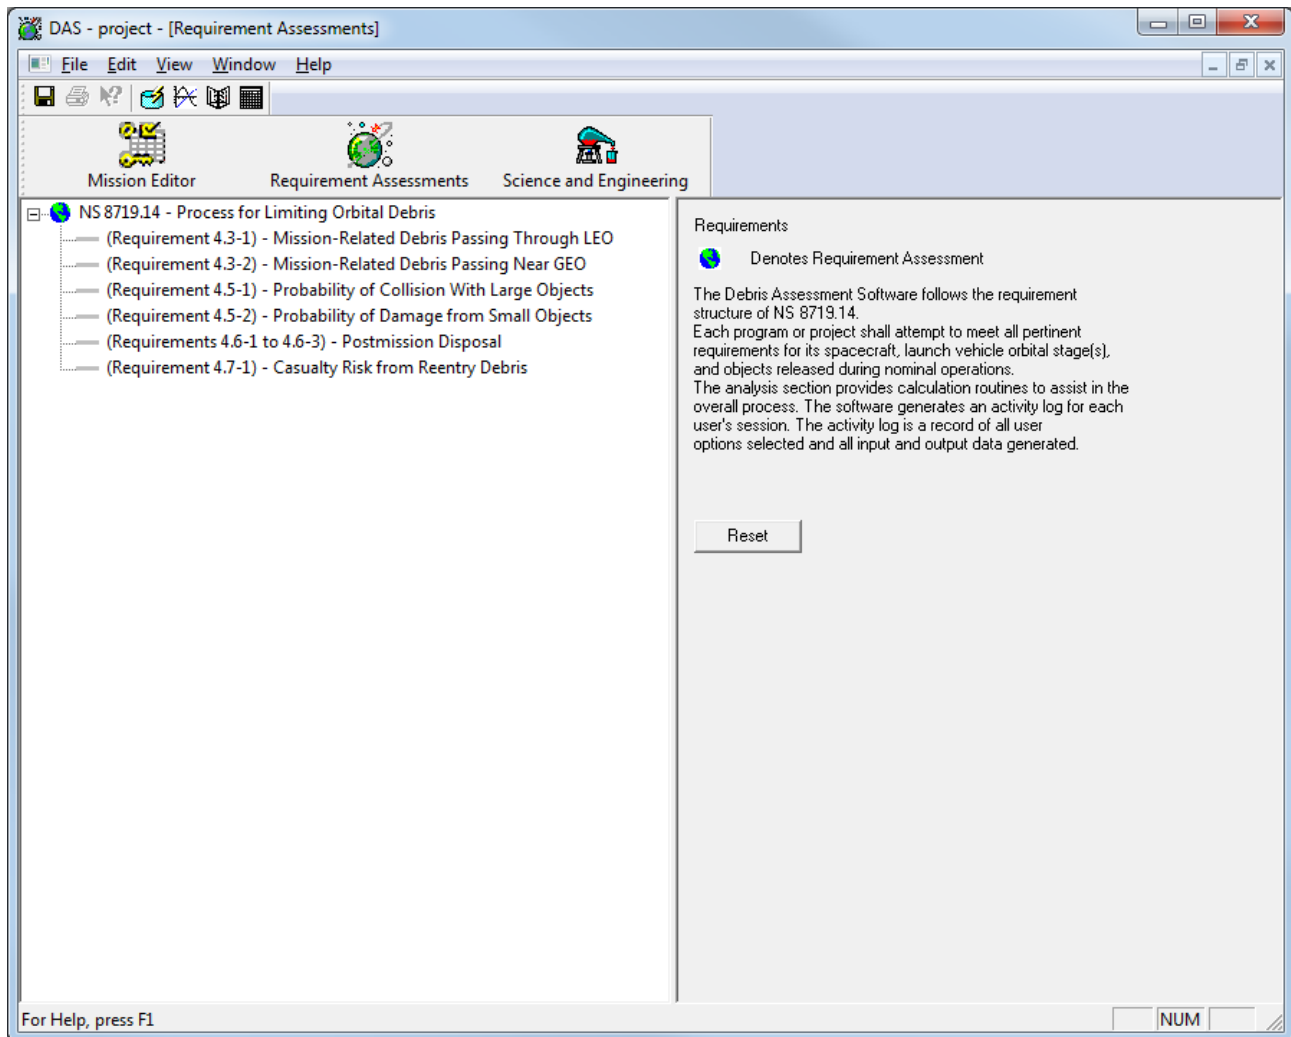 DAS - project - [Requirement Assessments]
File Edit View Window Help
Mission Editor Requirement Assessments Science and Engineering
NS 8719.14 - Process for Limiting Orbital Debris
(Requirement 4.3-1) - Mission-Related Debris Passing Through LEO
(Requirement 4.3-2) - Mission-Related Debris Passing Near GEO
(Requirement 4.5-1) - Probability of Collision With Large Objects
(Requirement 4.5-2) - Probability of Damage from Small Objects
(Requirements 4.6-1 to 4.6-3) - Postmission Disposal
(Requirement 4.7-1) - Casualty Risk from Reentry Debris
Requirements
Denotes Requirement Assessment
The Debris Assessment Software follows the requirement
structure of NS 8719.14.
Each program or project shall attempt to meet all pertinent
requirements for its spacecraft, launch vehicle orbital stage(s),
and objects released during nominal operations.
The analysis section provides calculation routines to assist in the
overall process. The software generates an activity log for each
user's session. The activity log is a record of all user
options selected and all input and output data generated.
Reset
For Help, press F1
NUM